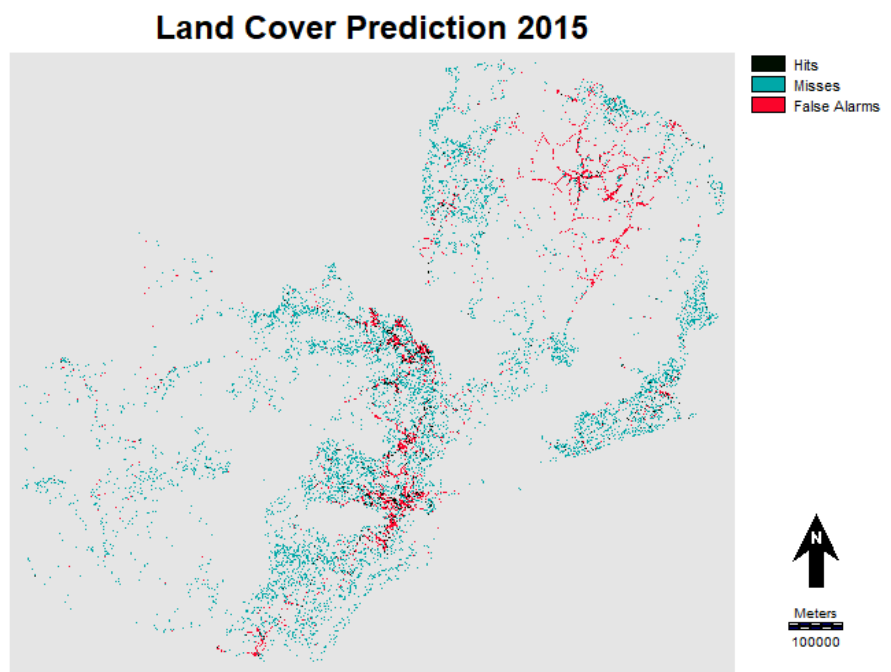 Land Cover Prediction 2015
Hits
Misses
False Alarms
N
Meters
100000